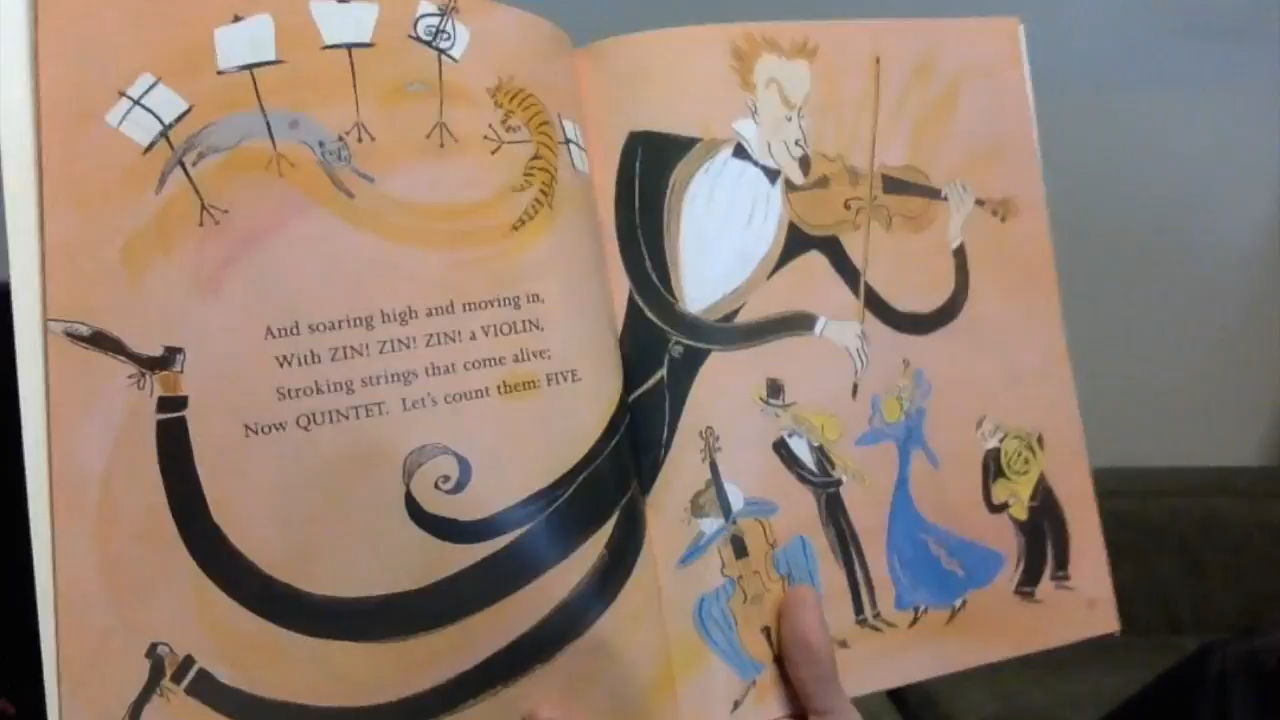 And soaring high and moving in,
With ZIN! ZIN! ZIN! a VIOLIN,
Stroking strings that come alive;
Now QUINTET. Let's count them: FIVE.